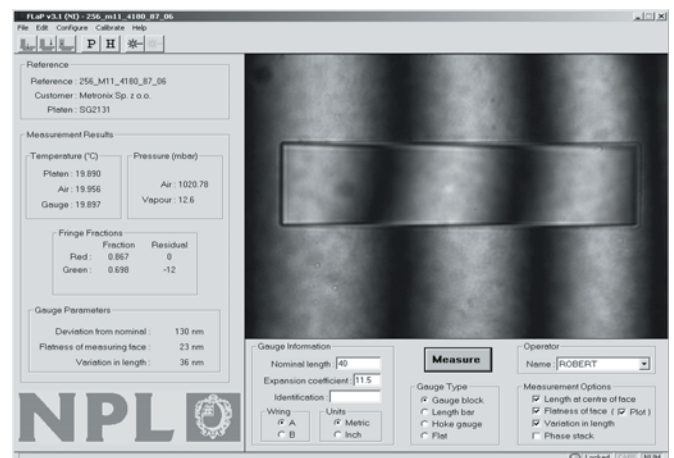 FLaP v3.1 (NI) - 256_m11_4180_87_06
File Edit Configure Calibrate Help
P H
Reference
Reference : 256_M11_4180_87_06
Customer : Metronix Sp. z o.o.
Platen : SG2131
Measurement Results
Temperature (°C)
Platen : 19.890
Air : 19.956
Gauge : 19.897
Pressure (mbar)
Air : 1020.78
Vapour : 12.6
Fringe Fractions
Fraction Residual
Red : 0.867 0
Green : 0.698 -12
Gauge Parameters
Deviation from nominal : 130 nm
Flatness of measuring face : 23 nm
Variation in length : 36 nm
NPL
Gauge Information
Nominal length : 40
Expansion coefficient : 11.5
Identification :
Wring
A
B
Units
Metric
Inch
Measure
Gauge Type
Gauge block
Length bar
Hoke gauge
Flat
Operator
Name : ROBERT
Measurement Options
Length at centre of face
Flatness of face ( Plot )
Variation in length
Phase stack
Locked CAPS NUM